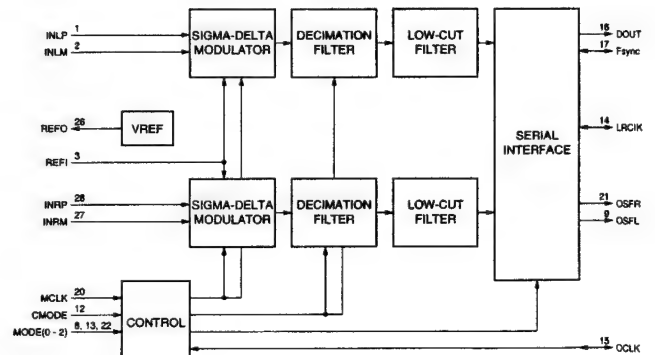 INLP 1
INLM 2
SIGMA-DELTA
MODULATOR
DECIMATION
FILTER
LOW-CUT
FILTER
16 DOUT
17 Fsync
REFO 26
VREF
REFI 3
SERIAL
INTERFACE
14 LRCIK
INRP 28
INRM 27
SIGMA-DELTA
MODULATOR
DECIMATION
FILTER
LOW-CUT
FILTER
21 OSFR
9 OSFL
MCLK 20
CMODE 12
MODE(0 - 2) 8, 13, 22
CONTROL
15 OCLK